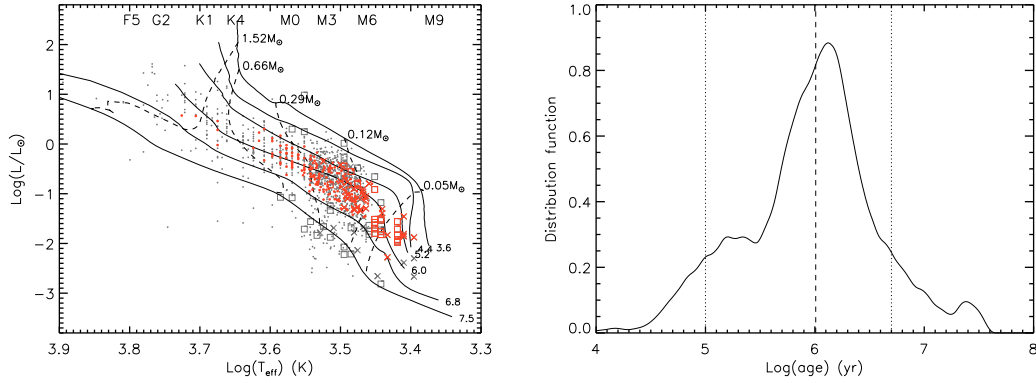 F5 G2 K1 K4 M0 M3 M6 M9
1.52M⊙
0.66M⊙
0.29M⊙
0.12M⊙
0.05M⊙
4.4 3.6
5.2
6.0
6.8
7.5
2
1
0
−1
−2
−3
Log(L/L⊙)
3.9 3.8 3.7 3.6 3.5 3.4 3.3
Log(Teff) (K)
1.0
0.8
0.6
0.4
0.2
0.0
Distribution function
4 5 6 7 8
Log(age) (yr)